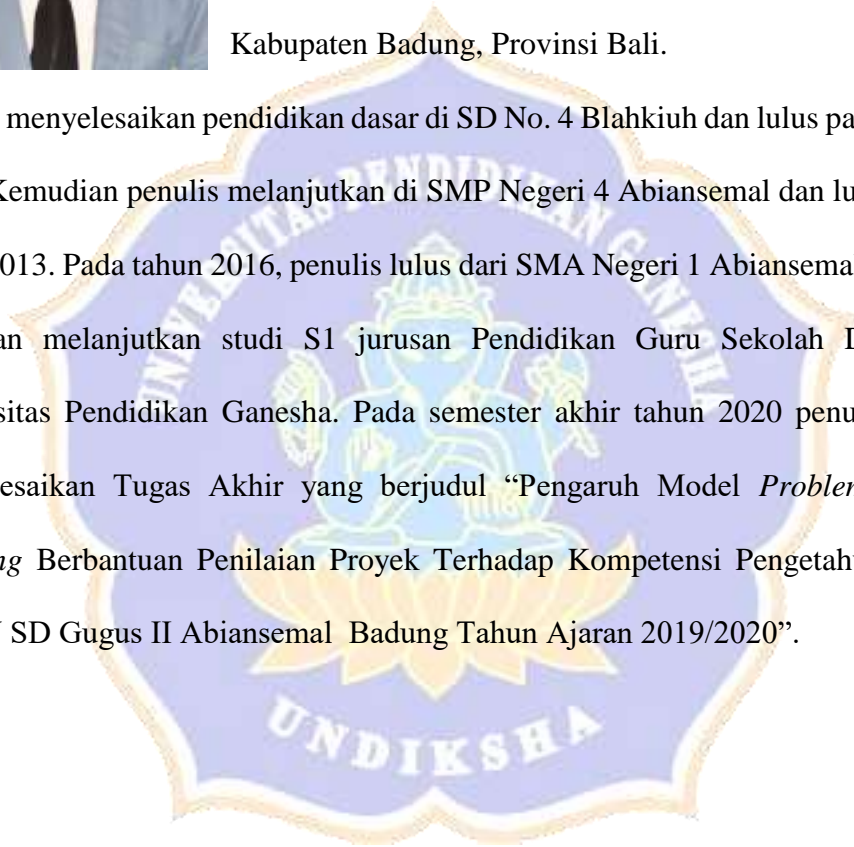 Kabupaten Badung, Provinsi Bali.
menyelesaikan pendidikan dasar di SD No. 4 Blahkiuh dan lulus pa
Kemudian penulis melanjutkan di SMP Negeri 4 Abiansemal dan lu
013. Pada tahun 2016, penulis lulus dari SMA Negeri 1 Abiansema
an melanjutkan studi S1 jurusan Pendidikan Guru Sekolah D
sitas Pendidikan Ganesha. Pada semester akhir tahun 2020 penu
esaikan Tugas Akhir yang berjudul “Pengaruh Model Problem
ng Berbantuan Penilaian Proyek Terhadap Kompetensi Pengetah
SD Gugus II Abiansemal Badung Tahun Ajaran 2019/2020”.
UNIVERSITAS PENDIDIKAN GANESHA
UNDIKSHA